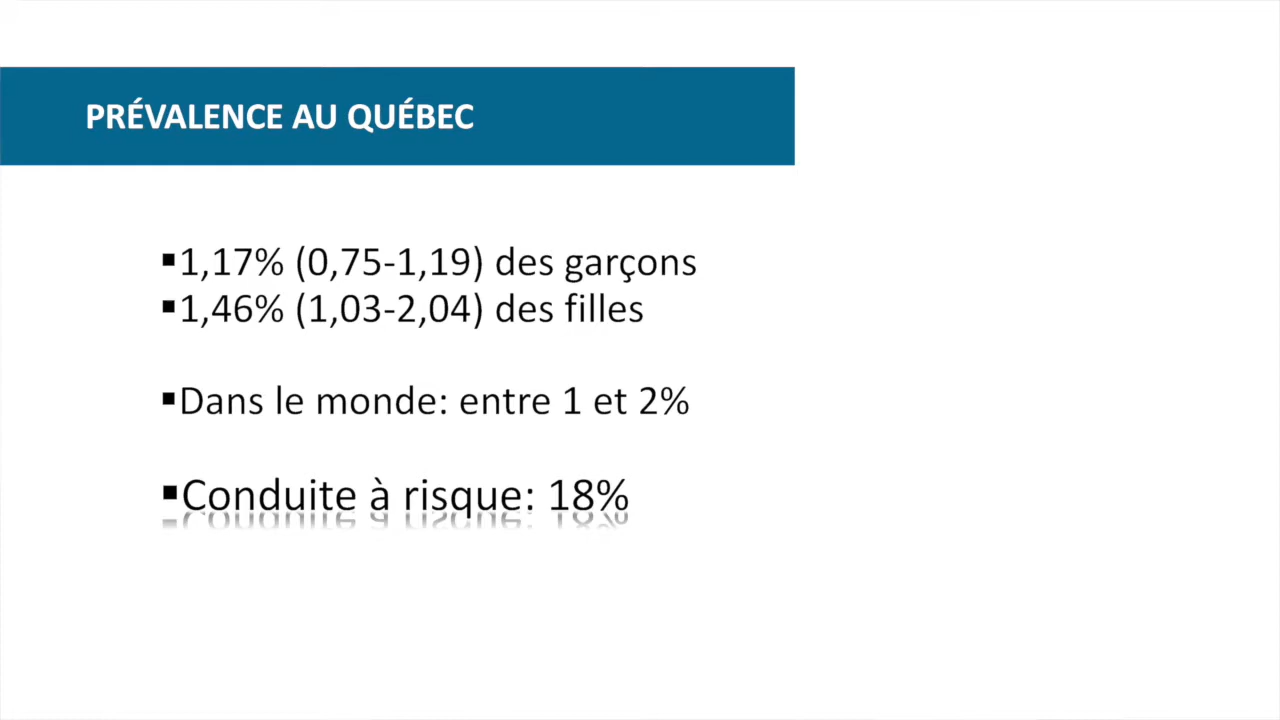 PRÉVALENCE AU QUÉBEC
▪1,17% (0,75-1,19) des garçons
▪1,46% (1,03-2,04) des filles
▪Dans le monde: entre 1 et 2%
▪Conduite à risque: 18%